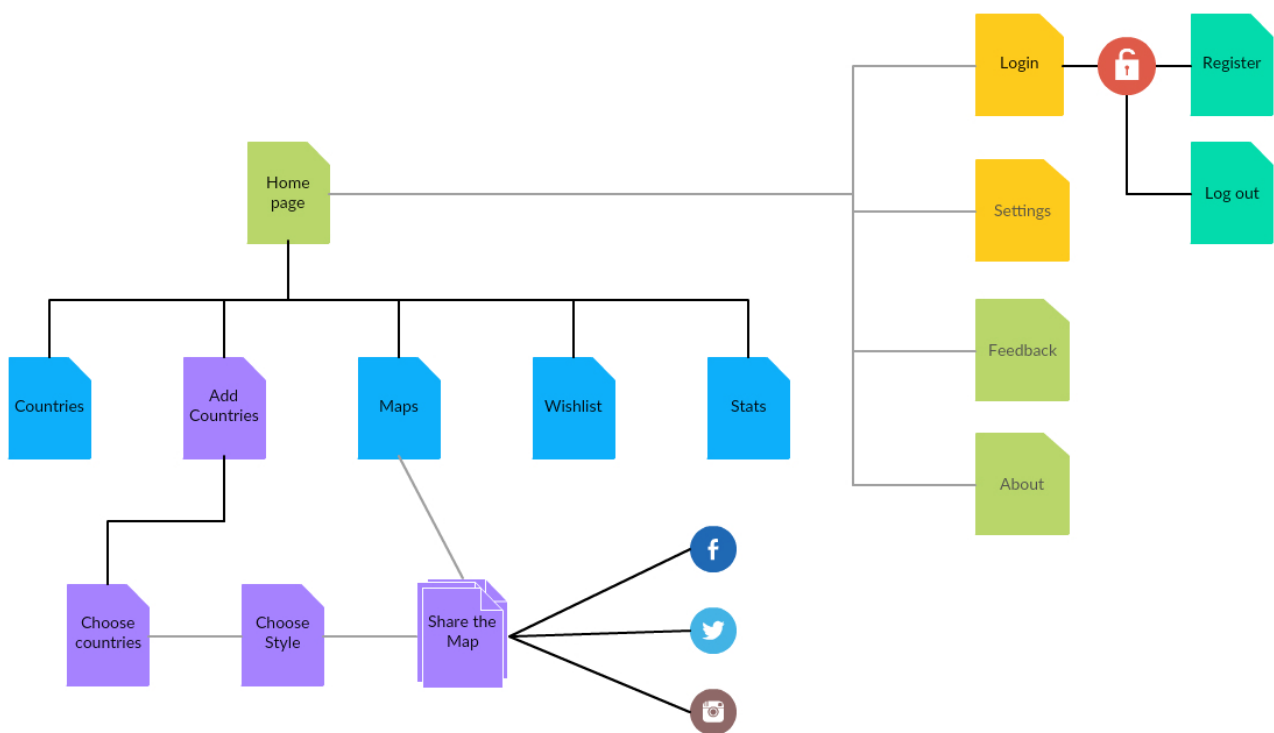 Login
Register
Home
page
Settings
Log out
Feedback
Countries
Add
Countries
Maps
Wishlist
Stats
About
Choose
countries
Choose
Style
Share the
Map
f